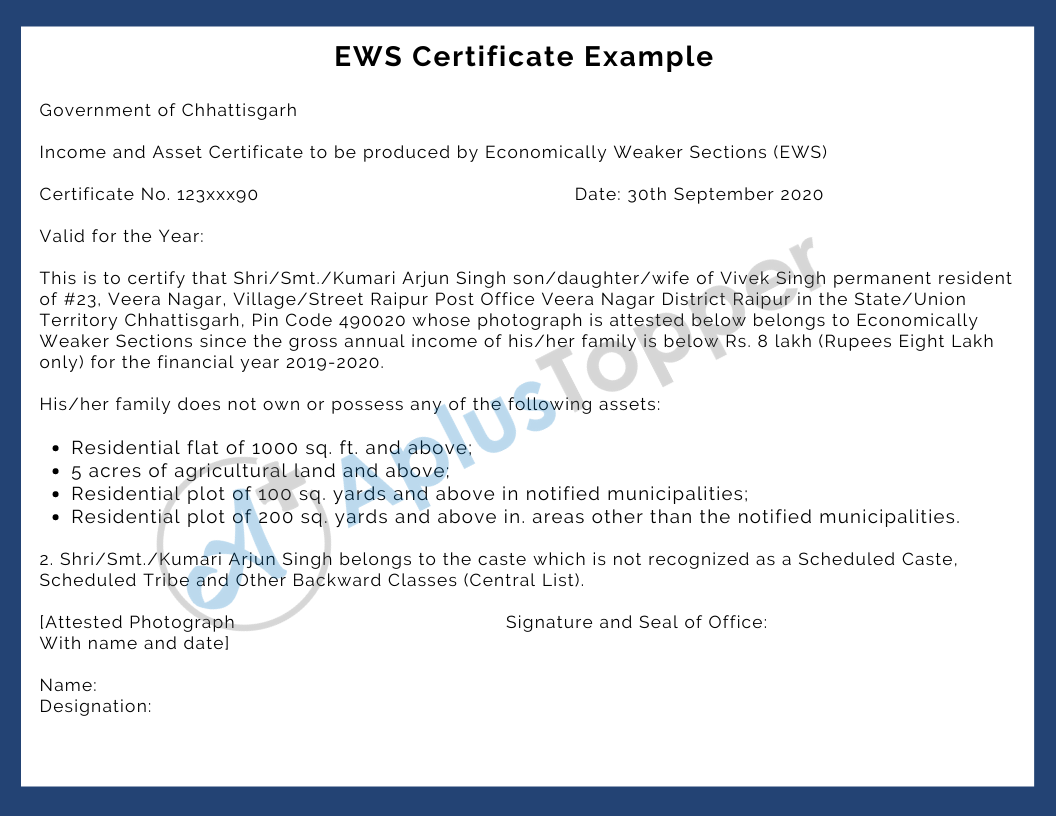 EWS Certificate Example
Government of Chhattisgarh
Income and Asset Certificate to be produced by Economically Weaker Sections (EWS)
Certificate No. 123xxx90 Date: 30th September 2020
Valid for the Year:
This is to certify that Shri/Smt./Kumari Arjun Singh son/daughter/wife of Vivek Singh permanent resident
of #23, Veera Nagar, Village/Street Raipur Post Office Veera Nagar District Raipur in the State/Union
Territory Chhattisgarh, Pin Code 490020 whose photograph is attested below belongs to Economically
Weaker Sections since the gross annual income of his/her family is below Rs. 8 lakh (Rupees Eight Lakh
only) for the financial year 2019-2020.
His/her family does not own or possess any of the following assets:
• Residential flat of 1000 sq. ft. and above;
• 5 acres of agricultural land and above;
• Residential plot of 100 sq. yards and above in notified municipalities;
• Residential plot of 200 sq. yards and above in. areas other than the notified municipalities.
2. Shri/Smt./Kumari Arjun Singh belongs to the caste which is not recognized as a Scheduled Caste,
Scheduled Tribe and Other Backward Classes (Central List).
[Attested Photograph Signature and Seal of Office:
With name and date]
Name:
Designation:
A+ AplusTopper